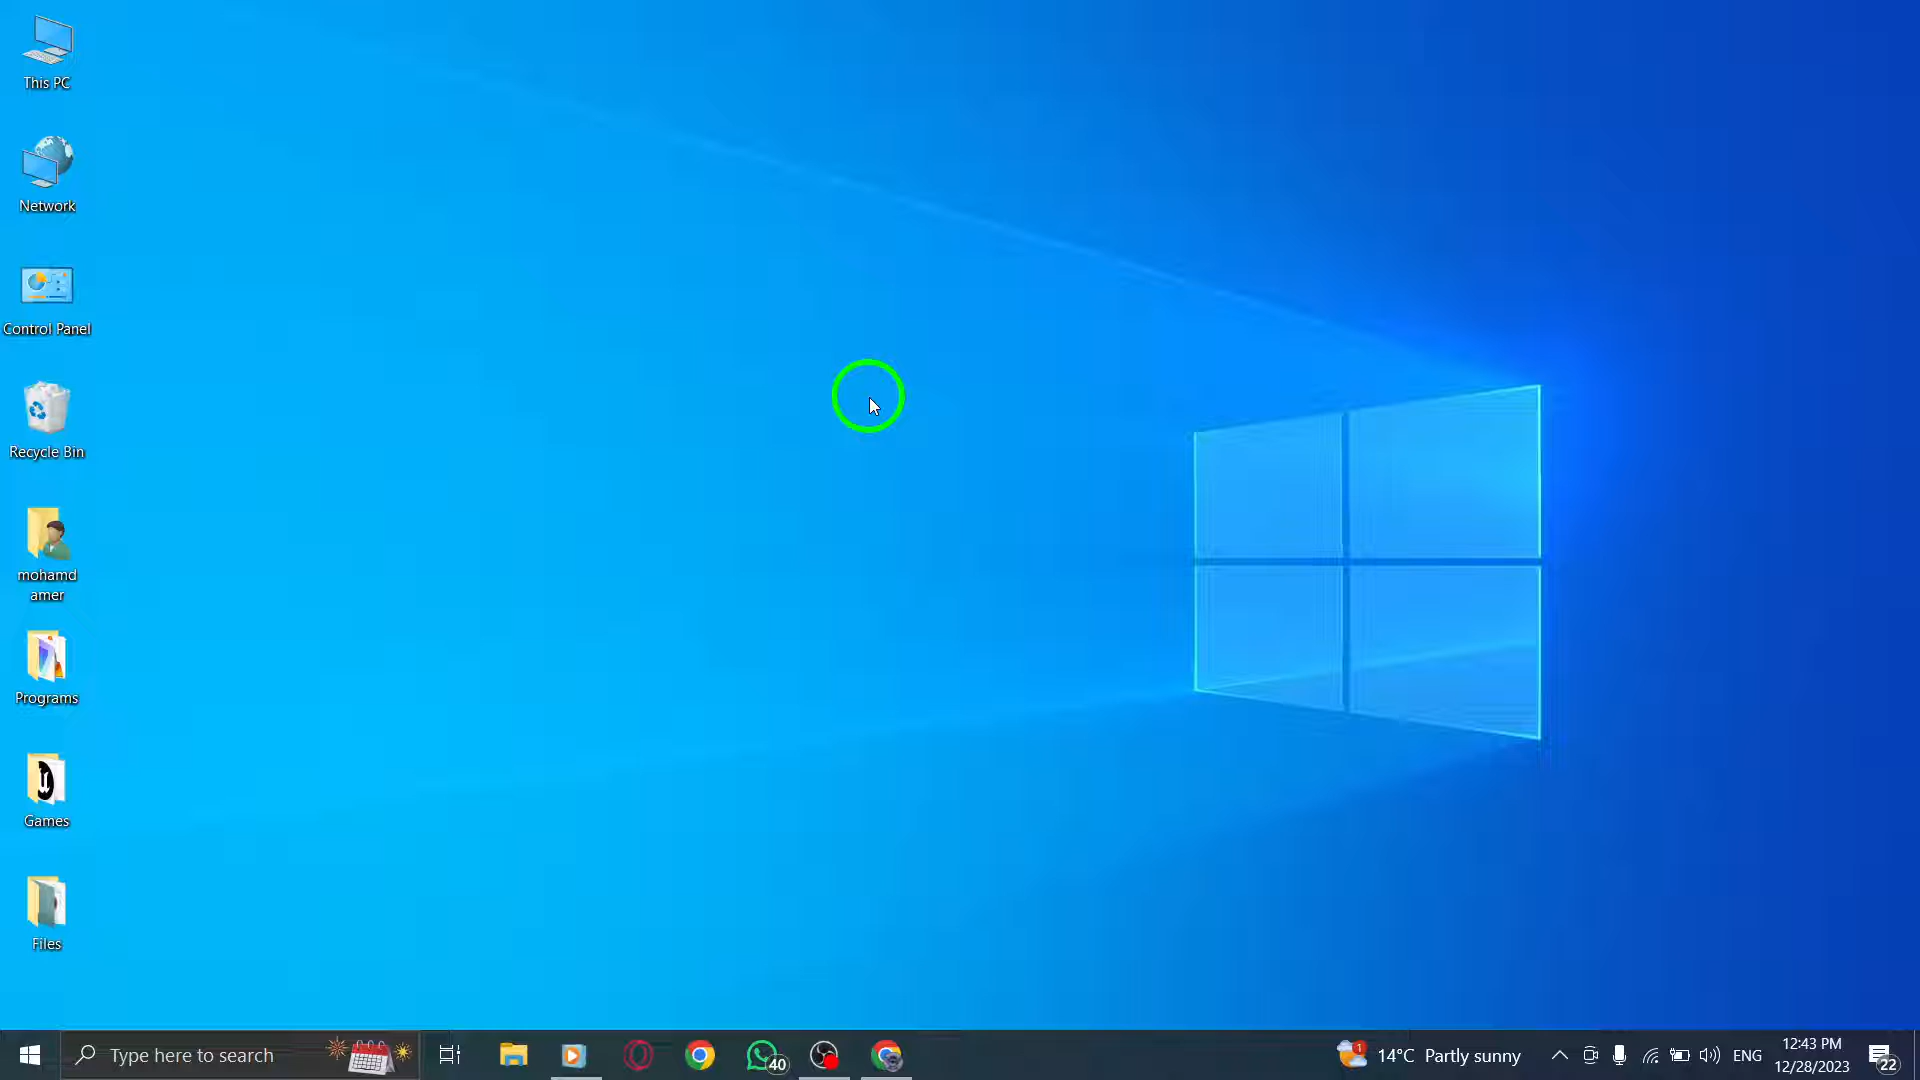 This PC
Network
Control Panel
Recycle Bin
mohamd
amer
Programs
Games
Files
Type here to search
40
1
14°C Partly sunny
ENG
12:43 PM
12/28/2023
22